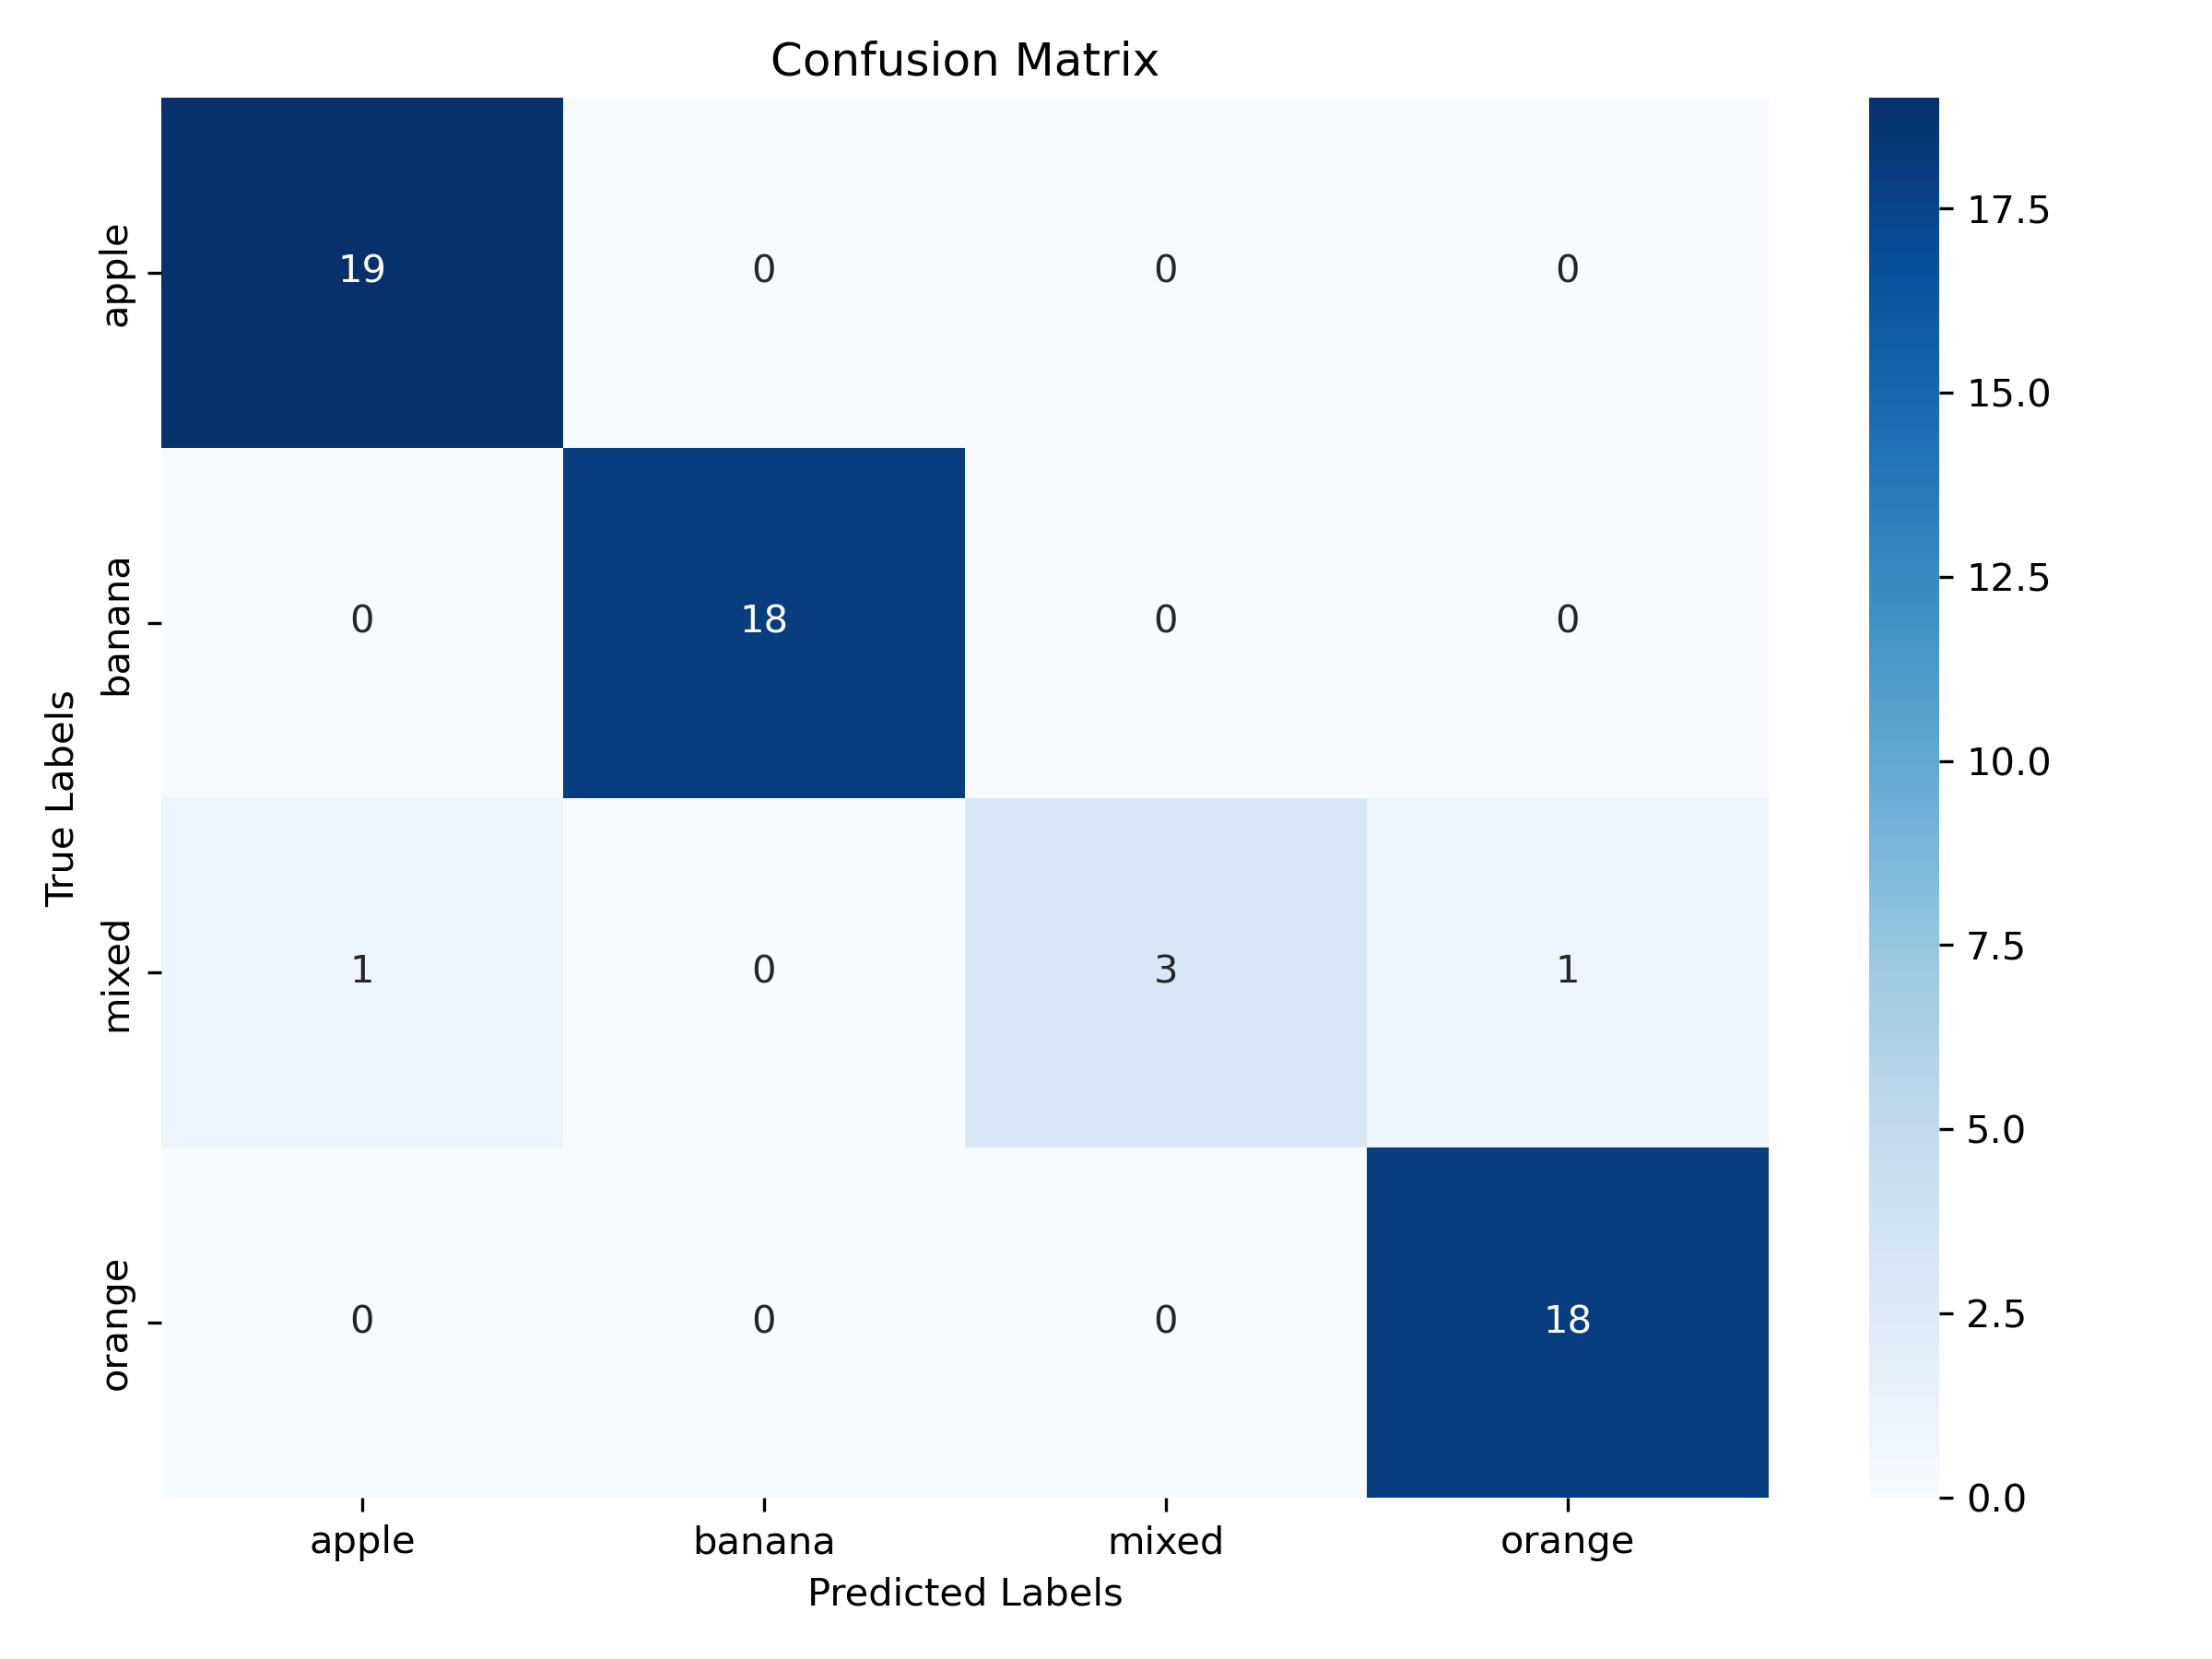 Confusion Matrix
apple 19 0 0 0
banana 0 18 0 0
mixed 1 0 3 1
orange 0 0 0 18
apple banana mixed orange
Predicted Labels
True Labels
17.5
15.0
12.5
10.0
7.5
5.0
2.5
0.0